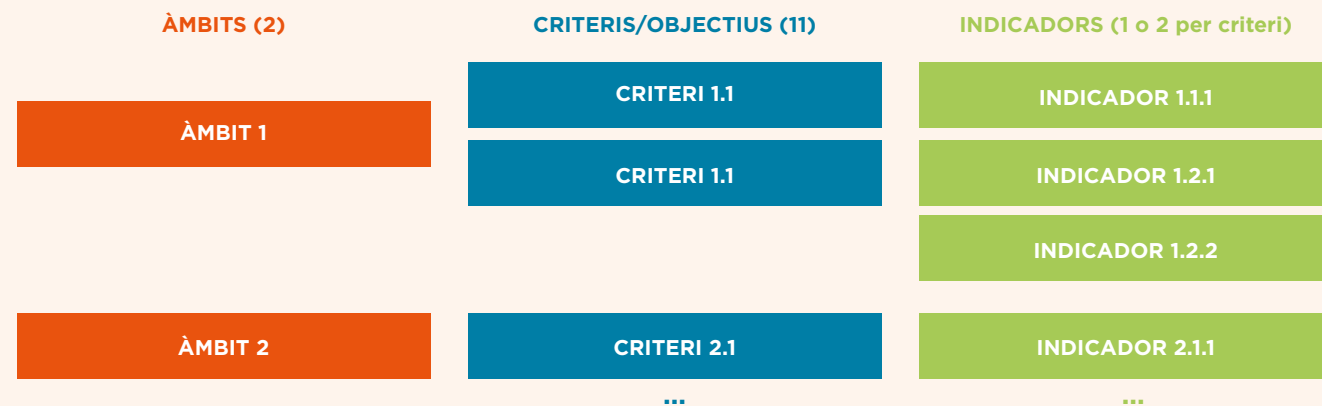 ÀMBITS (2)
CRITERIS/OBJECTIUS (11)
INDICADORS (1 o 2 per criteri)
ÀMBIT 1
CRITERI 1.1
INDICADOR 1.1.1
CRITERI 1.1
INDICADOR 1.2.1
INDICADOR 1.2.2
ÀMBIT 2
CRITERI 2.1
INDICADOR 2.1.1
...
...